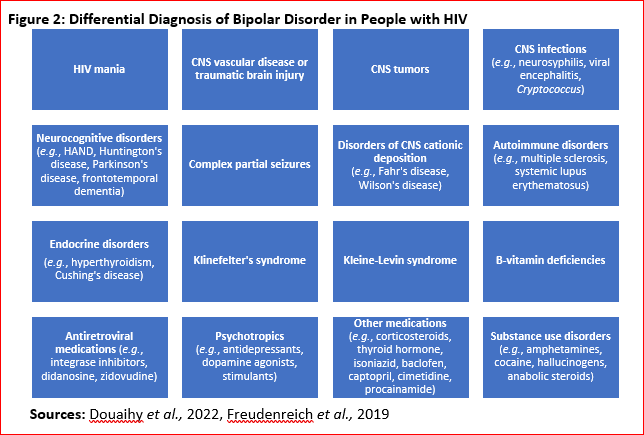 Figure 2: Differential Diagnosis of Bipolar Disorder in People with HIV
HIV mania
CNS vascular disease or
traumatic brain injury
CNS tumors
CNS infections
(e.g., neurosyphilis, viral
encephalitis,
Cryptococcus)
Neurocognitive disorders
(e.g., HAND, Huntington's
disease, Parkinson's
disease, frontotemporal
dementia)
Complex partial seizures
Disorders of CNS cationic
deposition
(e.g., Fahr's disease,
Wilson's disease)
Autoimmune disorders
(e.g., multiple sclerosis,
systemic lupus
erythematosus)
Endocrine disorders
(e.g., hyperthyroidism,
Cushing's disease)
Klinefelter's syndrome
Kleine-Levin syndrome
B-vitamin deficiencies
Antiretroviral
medications (e.g.,
integrase inhibitors,
didanosine, zidovudine)
Psychotropics
(e.g., antidepressants,
dopamine agonists,
stimulants)
Other medications
(e.g., corticosteroids,
thyroid hormone,
isoniazid, baclofen,
captopril, cimetidine,
procainamide)
Substance use disorders
(e.g., amphetamines,
cocaine, hallucinogens,
anabolic steroids)
Sources: Douaihy et al., 2022, Freudenreich et al., 2019